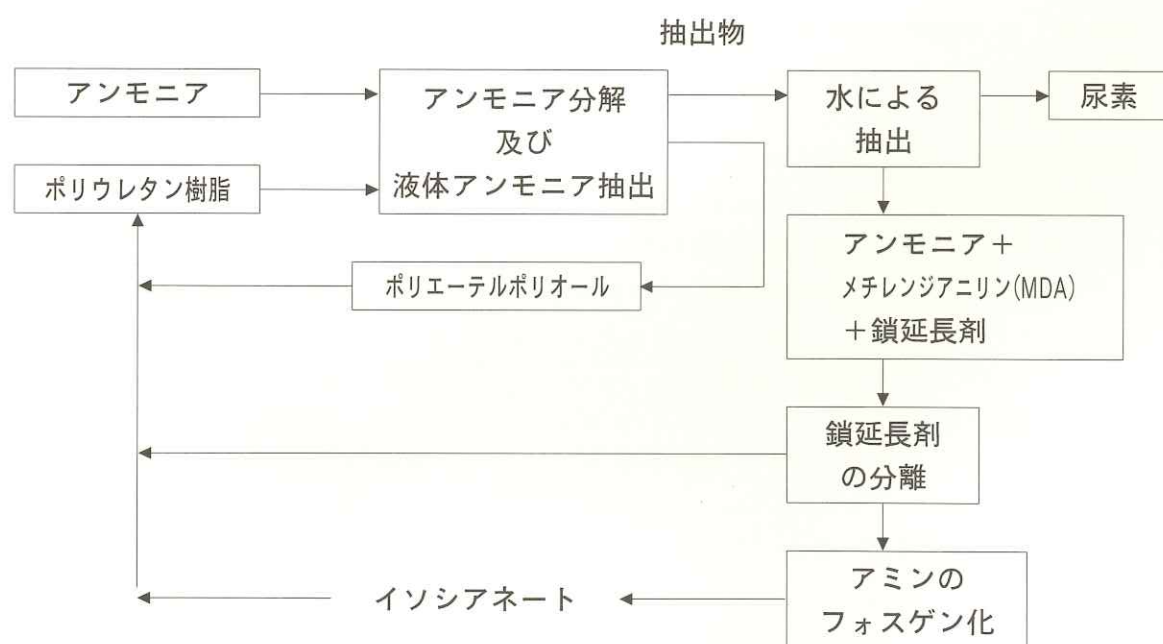 抽出物
アンモニア
アンモニア分解
及び
液体アンモニア抽出
水による
抽出
尿素
ポリウレタン樹脂
アンモニア+
メチレンジアニリン(MDA)
+鎖延長剤
ポリエーテルポリオール
鎖延長剤
の分離
アミンの
フォスゲン化
イソシアネート